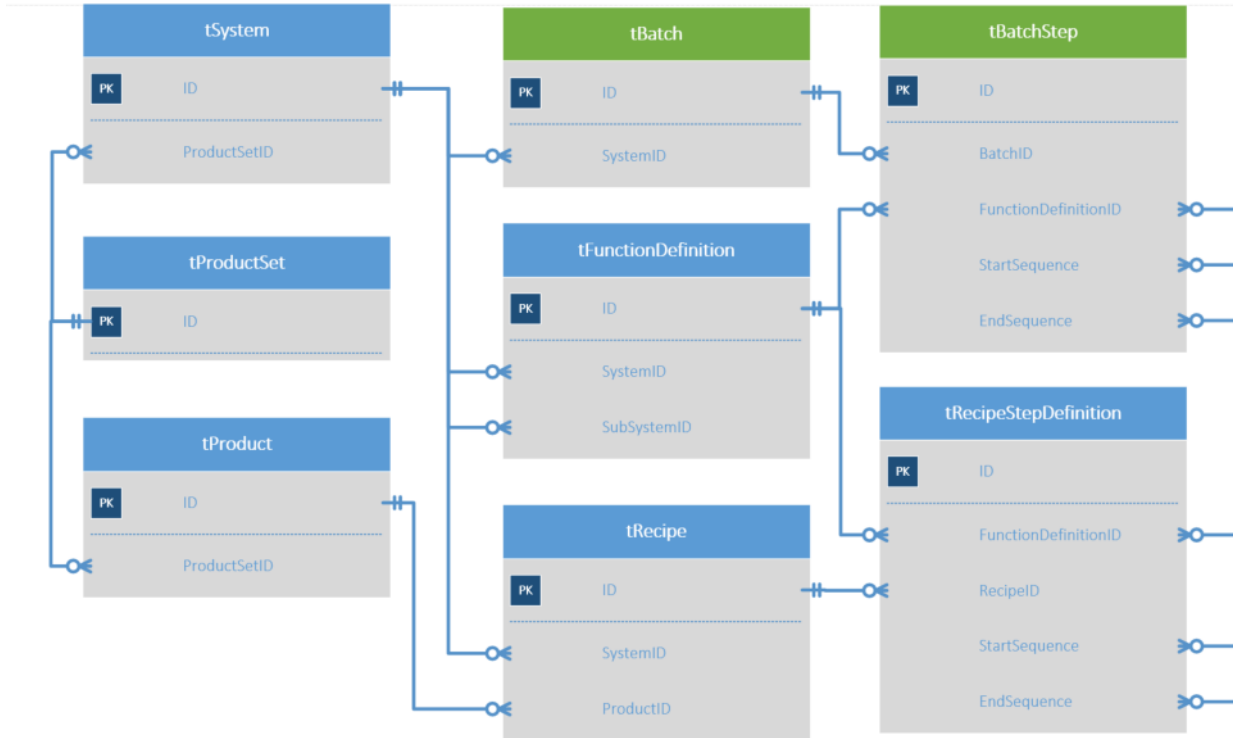 tSystem
PK ID
ProductSetID
tProductSet
PK ID
tProduct
PK ID
ProductSetID
tBatch
PK ID
SystemID
tFunctionDefinition
PK ID
SystemID
SubSystemID
tRecipe
PK ID
SystemID
ProductID
tBatchStep
PK ID
BatchID
FunctionDefinitionID
StartSequence
EndSequence
tRecipeStepDefinition
PK ID
FunctionDefinitionID
RecipeID
StartSequence
EndSequence